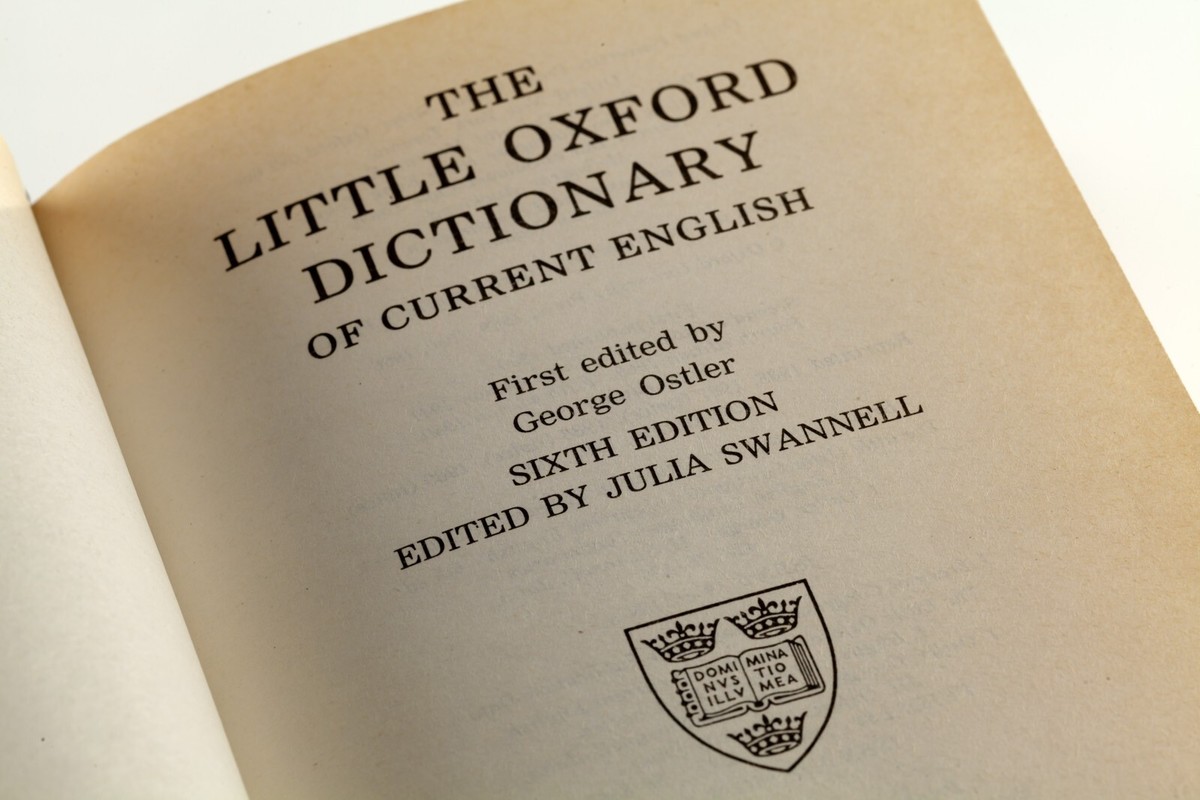 THE
LITTLE OXFORD
DICTIONARY
OF CURRENT ENGLISH
First edited by
George Ostler
SIXTH EDITION
EDITED BY JULIA SWANNELL
DOMI
NVS
ILLV
MINA
TIO
MEA